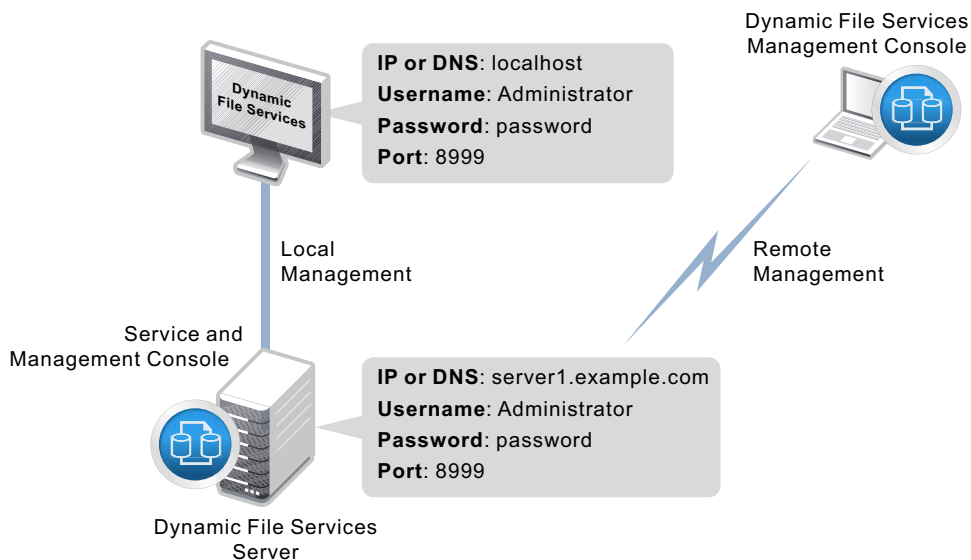 Dynamic File Services
Management Console
Dynamic
File Services
IP or DNS: localhost
Username: Administrator
Password: password
Port: 8999
Local
Management
Remote
Management
Service and
Management Console
IP or DNS: server1.example.com
Username: Administrator
Password: password
Port: 8999
Dynamic File Services
Server